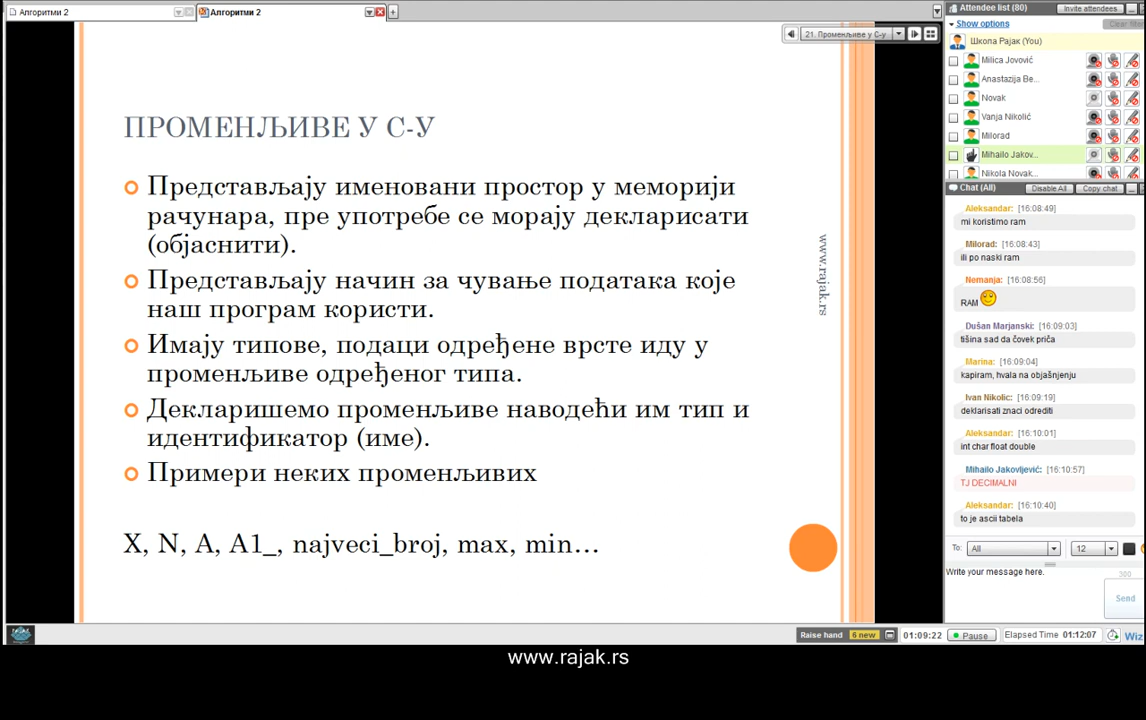 Алгоритми 2
Алгоритми 2
21. Променљиве у С-у
ПРОМЕНЉИВЕ У С-У
Представљају именовани простор у меморији
рачунара, пре употребе се морају декларисати
(објаснити).
Представљају начин за чување података које
наш програм користи.
Имају типове, подаци одређене врсте иду у
променљиве одређеног типа.
Декларишемо променљиве наводећи им тип и
идентификатор (име).
Примери неких променљивих
X, N, A, A1_, najveci_broj, max, min...
www.rajak.rs
Attendee list (80)
Invite attendees
Show options
Clear
Школа Рајак (You)
Milica Jovović
Anastazija Be...
Novak
Vanja Nikolić
Milorad
Mihailo Jakov...
Nikola Novak...
Chat (All)
Disable All
Copy chat
Aleksandar: [16:08:49]
mi koristimo ram
Milorad: [16:08:43]
ili po naski ram
Nemanja: [16:08:56]
RAM
Dušan Marjanski: [16:09:03]
tišina sad da čovek priča
Marina: [16:09:04]
kapiram, hvala na objašnjenju
Ivan Nikolic: [16:09:19]
deklarisati znaci odrediti
Aleksandar: [16:10:01]
int char float double
Mihailo Jakovljević: [16:10:57]
TJ DECIMALNI
Aleksandar: [16:10:40]
to je ascii tabela
To:
All
12
Write your message here.
300
Send
Raise hand
6 new
01:09:22
Pause
Elapsed Time
01:12:07
Wiz
www.rajak.rs